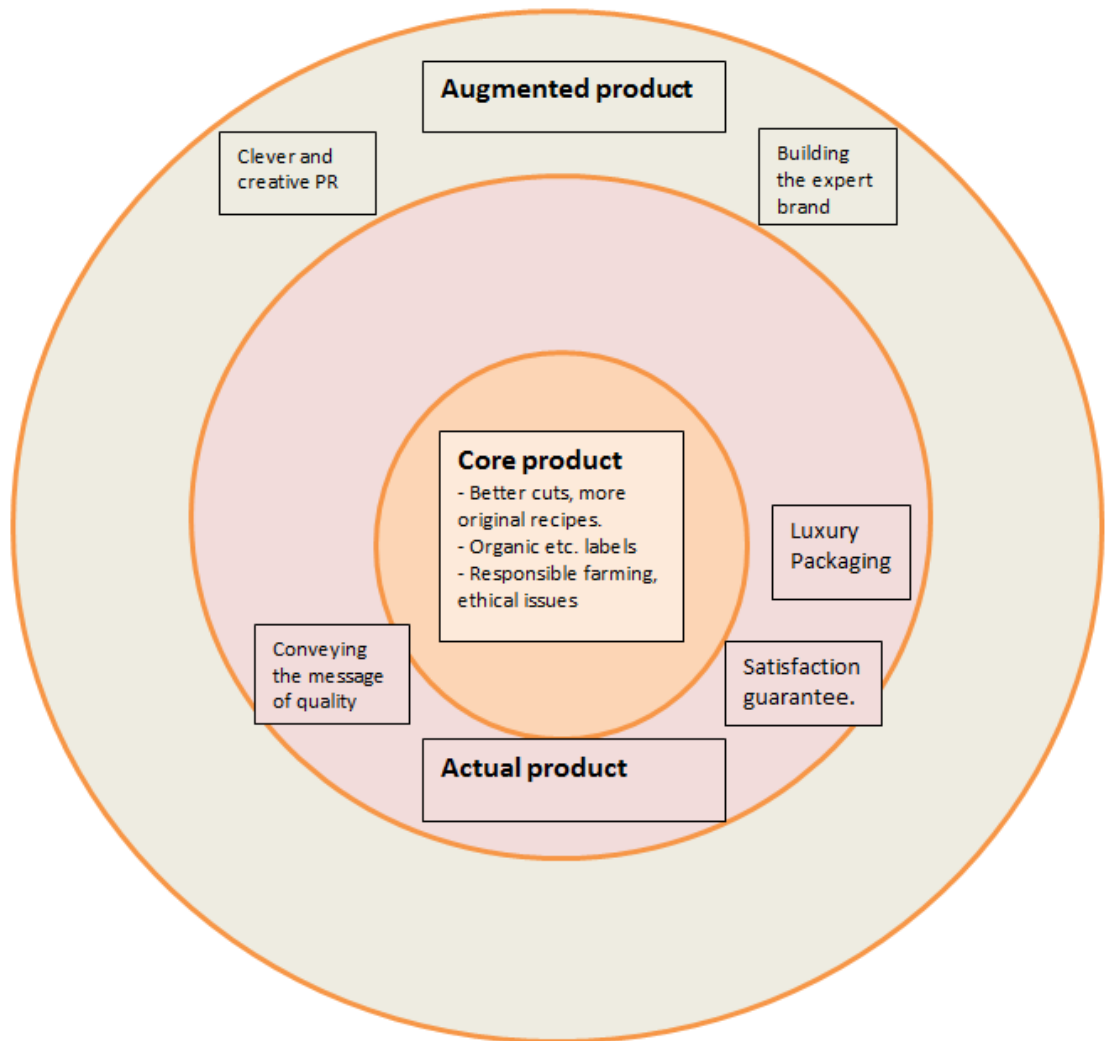 Augmented product
Clever and
creative PR
Building
the expert
brand
Core product
- Better cuts, more
original recipes.
- Organic etc. labels
- Responsible farming,
ethical issues
Luxury
Packaging
Conveying
the message
of quality
Satisfaction
guarantee.
Actual product